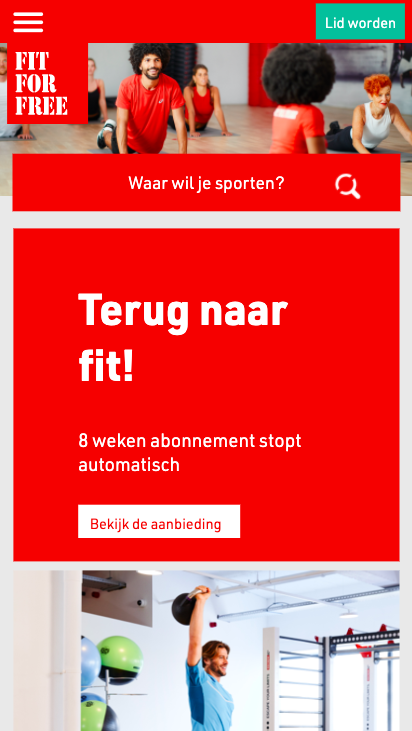 Lid worden
FIT
FOR
FREE
Waar wil je sporten?
Terug naar
fit!
8 weken abonnement stopt
automatisch
Bekijk de aanbieding